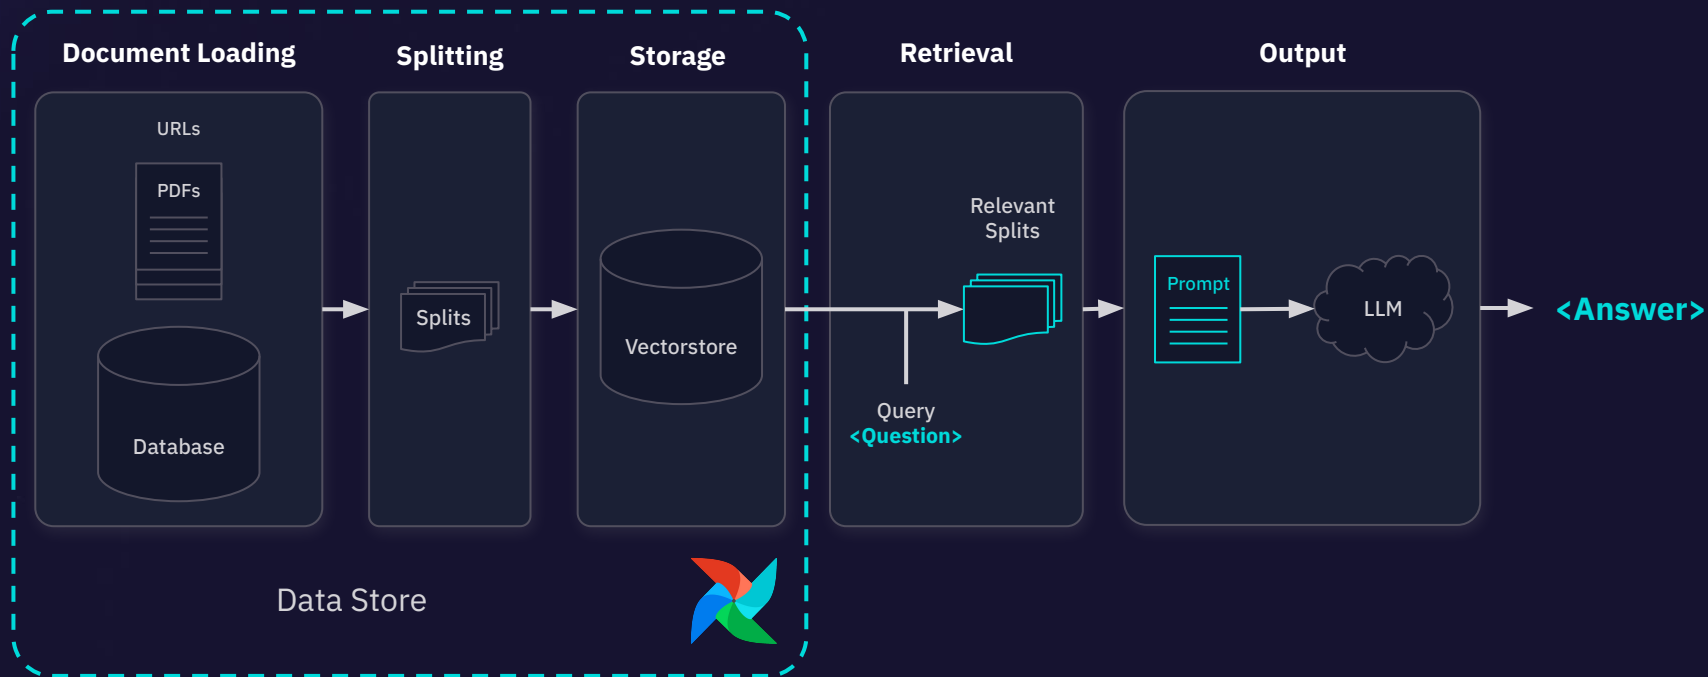 Document Loading
Splitting
Storage
Retrieval
Output
URLs
PDFs
Database
Splits
Vectorstore
Relevant
Splits
Query
<Question>
Prompt
LLM
<Answer>
Data Store